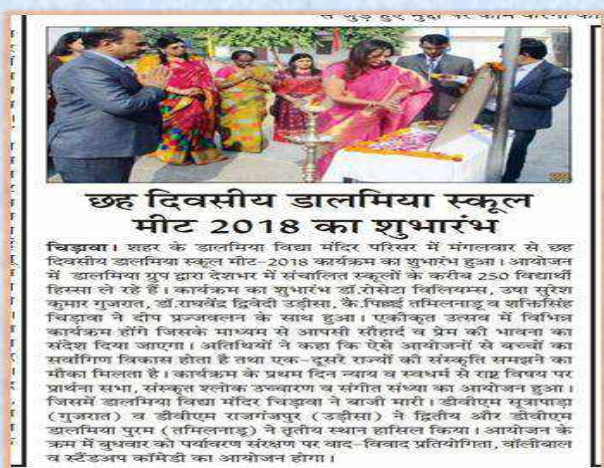 से जुड़े हुए मुद्दों पर काम करेगी
छह दिवसीय डालमिया स्कूल
मीट 2018 का शुभारंभ
चिड़ावा। शहर के डालमिया विद्या मंदिर परिसर में मंगलवार से छह
दिवसीय डालमिया स्कूल मीट-2018 कार्यक्रम का शुभारंभ हुआ। आयोजन
में डालमिया ग्रुप द्वारा देशभर में संचालित स्कूलों के करीब 250 विद्यार्थी
हिस्सा ले रहे हैं। कार्यक्रम का शुभारंभ डॉ.रोसेटा विलियम्स, उषा सुरेश
कुमार गुजरात, डॉ.राघवेंद्र द्विवेदी उड़ीसा, के.पिल्लई तमिलनाडू व शक्तिसिंह
चिड़ावा ने दीप प्रज्जवलन के साथ हुआ। एकीकृत उत्सव में विभिन्न
कार्यक्रम होंगे जिसके माध्यम से आपसी सौहार्द व प्रेम की भावना का
संदेश दिया जाएगा। अतिथियों ने कहा कि ऐसे आयोजनों से बच्चों का
सर्वांगिण विकास होता है तथा एक-दूसरे राज्यों की संस्कृति समझने का
मौका मिलता है। कार्यक्रम के प्रथम दिन न्याय व स्वधर्म से राष्ट्र विषय पर
प्रार्थना सभा, संस्कृत श्लोक उच्चारण व संगीत संध्या का आयोजन हुआ।
जिसमें डालमिया विद्या मंदिर चिड़ावा ने बाजी मारी। डीवीएम सूत्रापाड़ा
(गुजरात) व डीवीएम राजगंजपुर (उड़ीसा) ने द्वितीय और डीवीएम
डालमिया पुरम (तमिलनाडू) ने तृतीय स्थान हासिल किया। आयोजन के
क्रम में बुधवार को पर्यावरण संरक्षण पर वाद-विवाद प्रतियोगिता, वॉलीबाल
व स्टैंडअप कॉमेडी का आयोजन होगा।